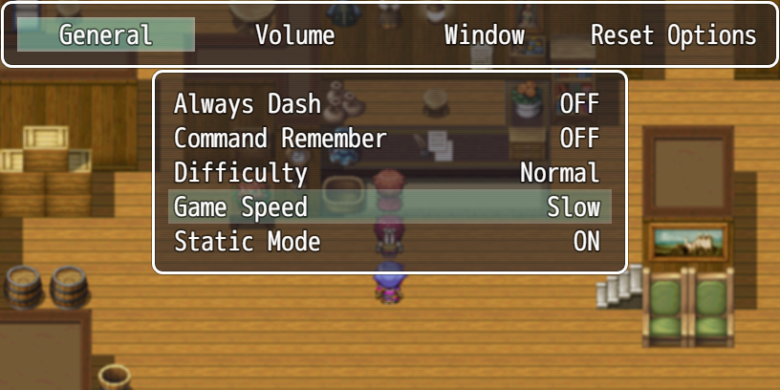 General Volume Window Reset Options
Always Dash OFF
Command Remember OFF
Difficulty Normal
Game Speed Slow
Static Mode ON